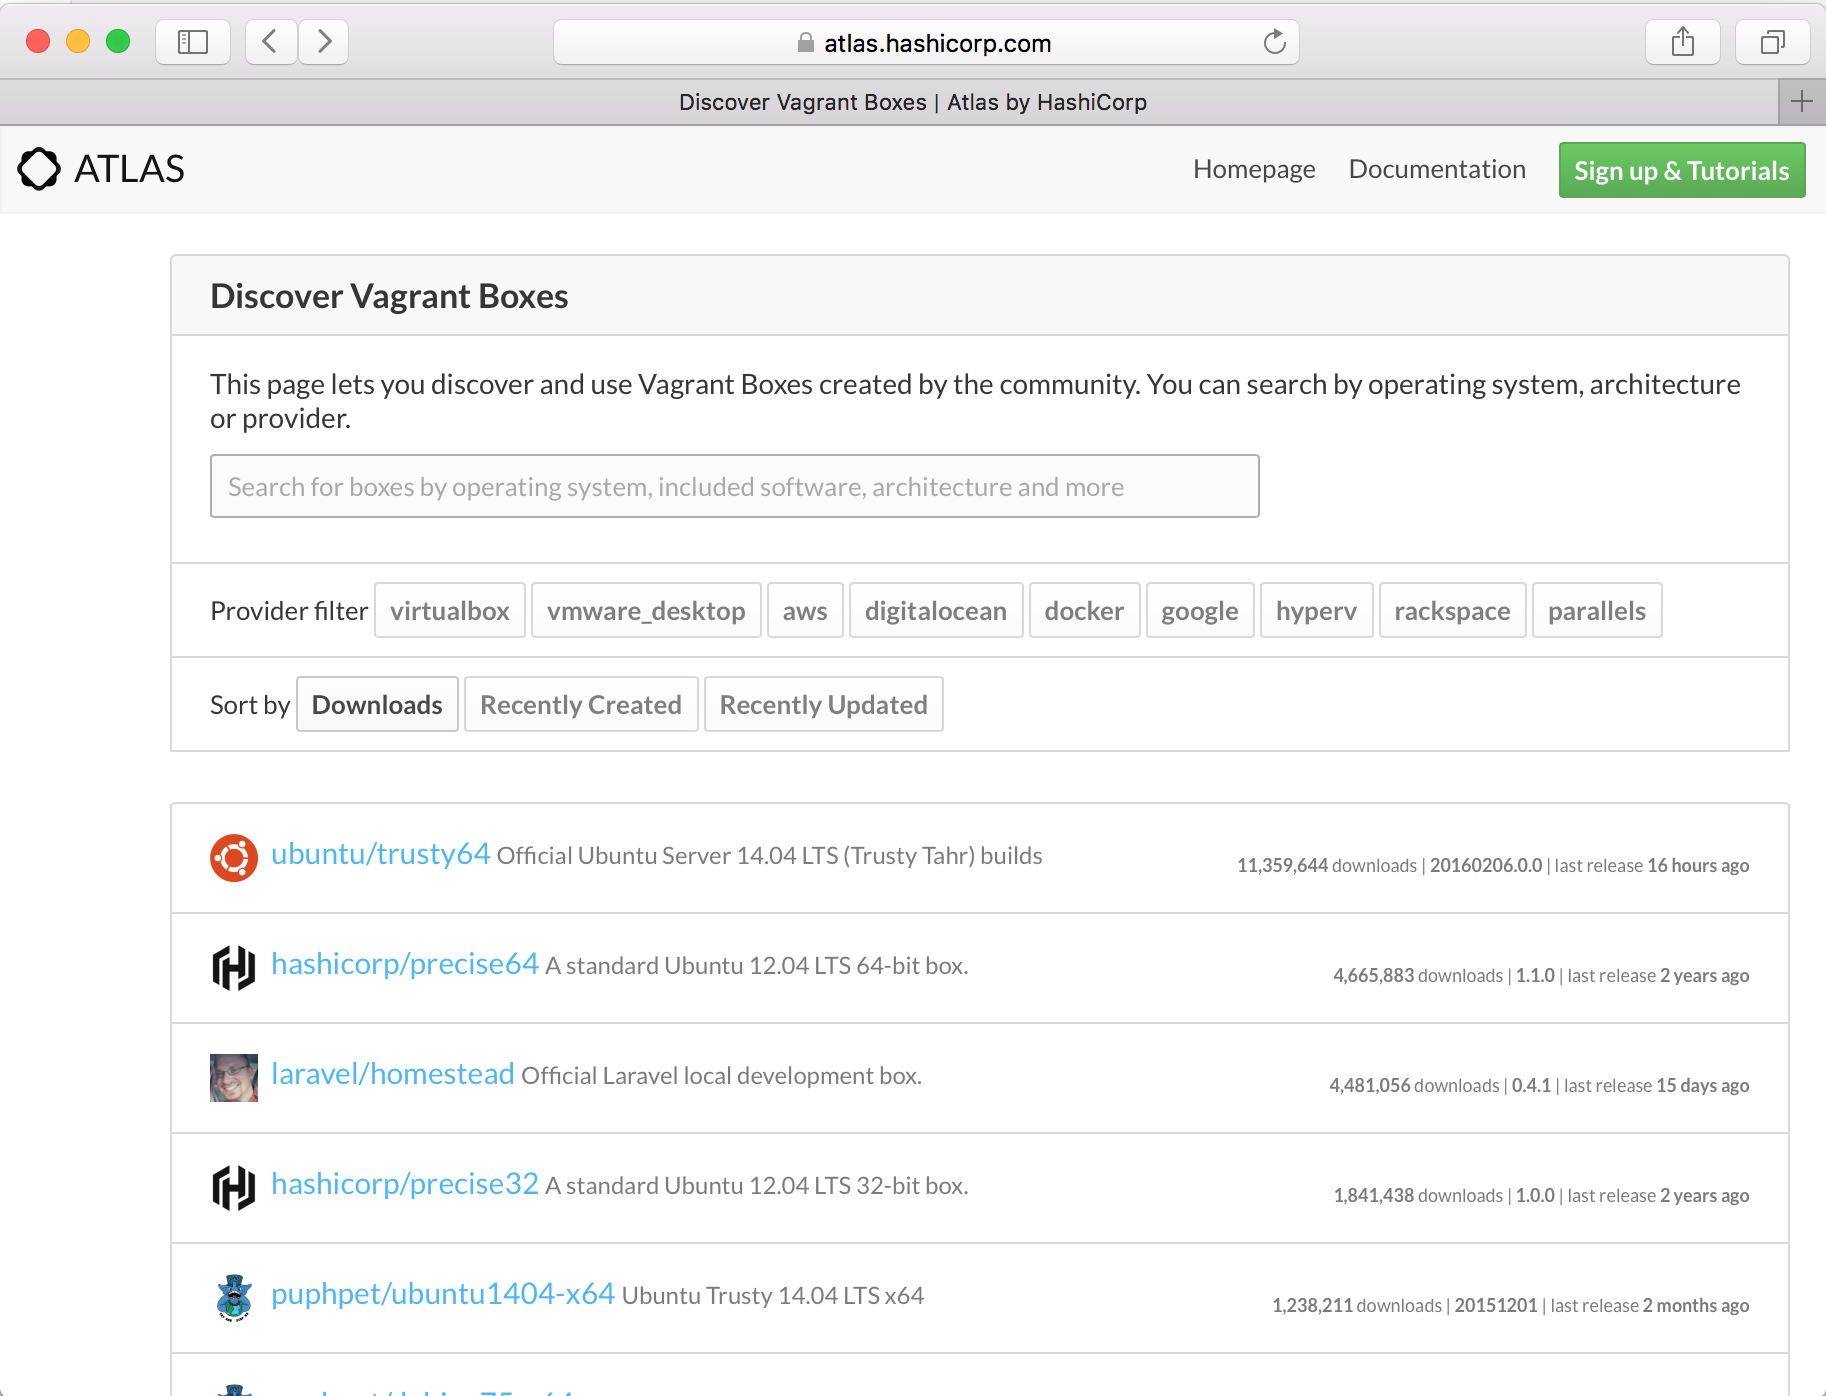 atlas.hashicorp.com
Discover Vagrant Boxes | Atlas by HashiCorp
ATLAS
Homepage Documentation Sign up & Tutorials
Discover Vagrant Boxes
This page lets you discover and use Vagrant Boxes created by the community. You can search by operating system, architecture
or provider.
Search for boxes by operating system, included software, architecture and more
Provider filter virtualbox vmware_desktop aws digitalocean docker google hyperv rackspace parallels
Sort by Downloads Recently Created Recently Updated
ubuntu/trusty64 Official Ubuntu Server 14.04 LTS (Trusty Tahr) builds
11,359,644 downloads | 20160206.0.0 | last release 16 hours ago
hashicorp/precise64 A standard Ubuntu 12.04 LTS 64-bit box.
4,665,883 downloads | 1.1.0 | last release 2 years ago
laravel/homestead Official Laravel local development box.
4,481,056 downloads | 0.4.1 | last release 15 days ago
hashicorp/precise32 A standard Ubuntu 12.04 LTS 32-bit box.
1,841,438 downloads | 1.0.0 | last release 2 years ago
puphpet/ubuntu1404-x64 Ubuntu Trusty 14.04 LTS x64
1,238,211 downloads | 20151201 | last release 2 months ago